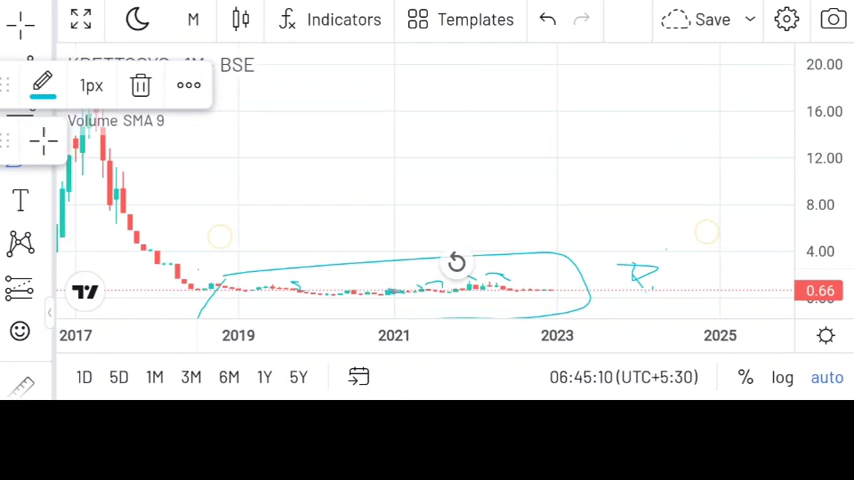 M
Indicators
Templates
Save
1M BSE
1px
Volume SMA 9
20.00
16.00
12.00
8.00
4.00
0.66
2017 2019 2021 2023 2025
1D 5D 1M 3M 6M 1Y 5Y
06:45:10 (UTC+5:30)
% log auto